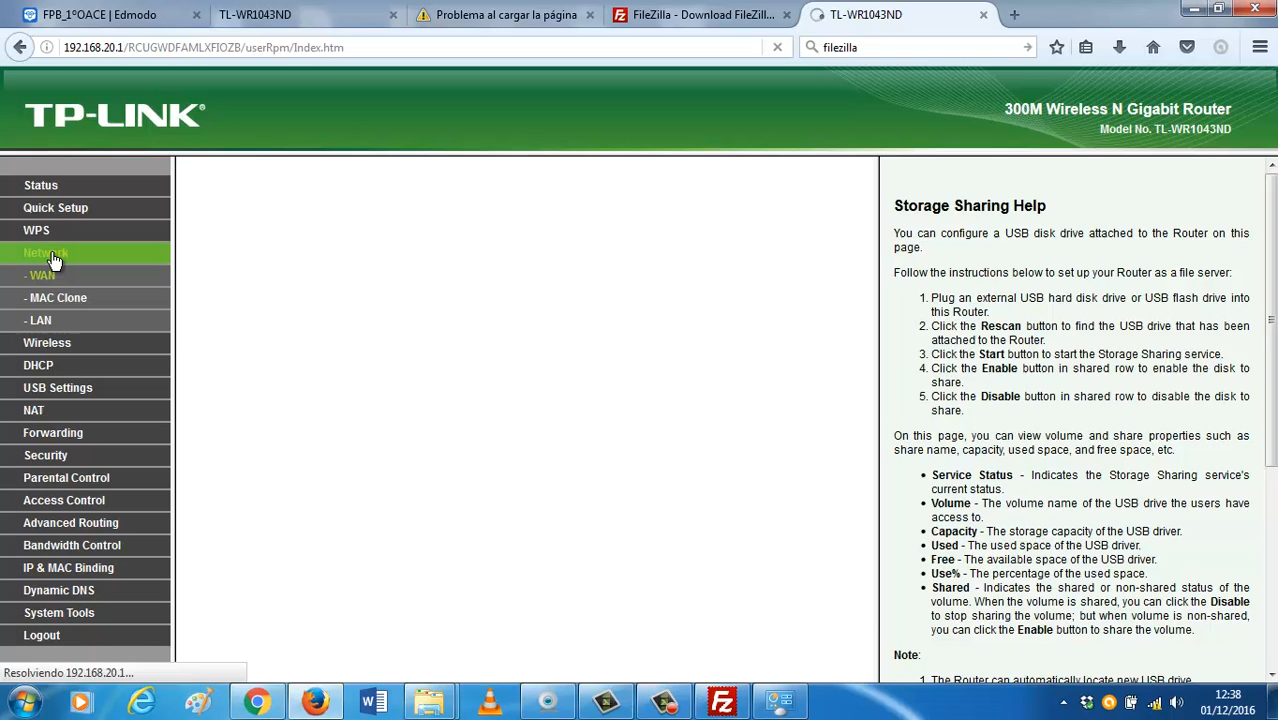 FPB_1ºOACE | Edmodo
TL-WR1043ND
Problema al cargar la página
FileZilla - Download FileZil...
TL-WR1043ND
192.168.20.1/RCUGWDFAMLXFIOZB/userRpm/Index.htm
filezilla
TP-LINK®
300M Wireless N Gigabit Router
Model No. TL-WR1043ND
Status
Quick Setup
WPS
Network
- WAN
- MAC Clone
- LAN
Wireless
DHCP
USB Settings
NAT
Forwarding
Security
Parental Control
Access Control
Advanced Routing
Bandwidth Control
IP & MAC Binding
Dynamic DNS
System Tools
Logout
Resolviendo 192.168.20.1...
Storage Sharing Help
You can configure a USB disk drive attached to the Router on this
page.
Follow the instructions below to set up your Router as a file server:
1. Plug an external USB hard disk drive or USB flash drive into
this Router.
2. Click the Rescan button to find the USB drive that has been
attached to the Router.
3. Click the Start button to start the Storage Sharing service.
4. Click the Enable button in shared row to enable the disk to
share.
5. Click the Disable button in shared row to disable the disk to
share.
On this page, you can view volume and share properties such as
share name, capacity, used space, and free space, etc.
• Service Status - Indicates the Storage Sharing service's
current status.
• Volume - The volume name of the USB drive the users have
access to.
• Capacity - The storage capacity of the USB driver.
• Used - The used space of the USB driver.
• Free - The available space of the USB driver.
• Use% - The percentage of the used space.
• Shared - Indicates the shared or non-shared status of the
volume. When the volume is shared, you can click the Disable
to stop sharing the volume; but when volume is non-shared,
you can click the Enable button to share the volume.
Note:
1. The Router can automatically locate new USB drive
12:38
01/12/2016